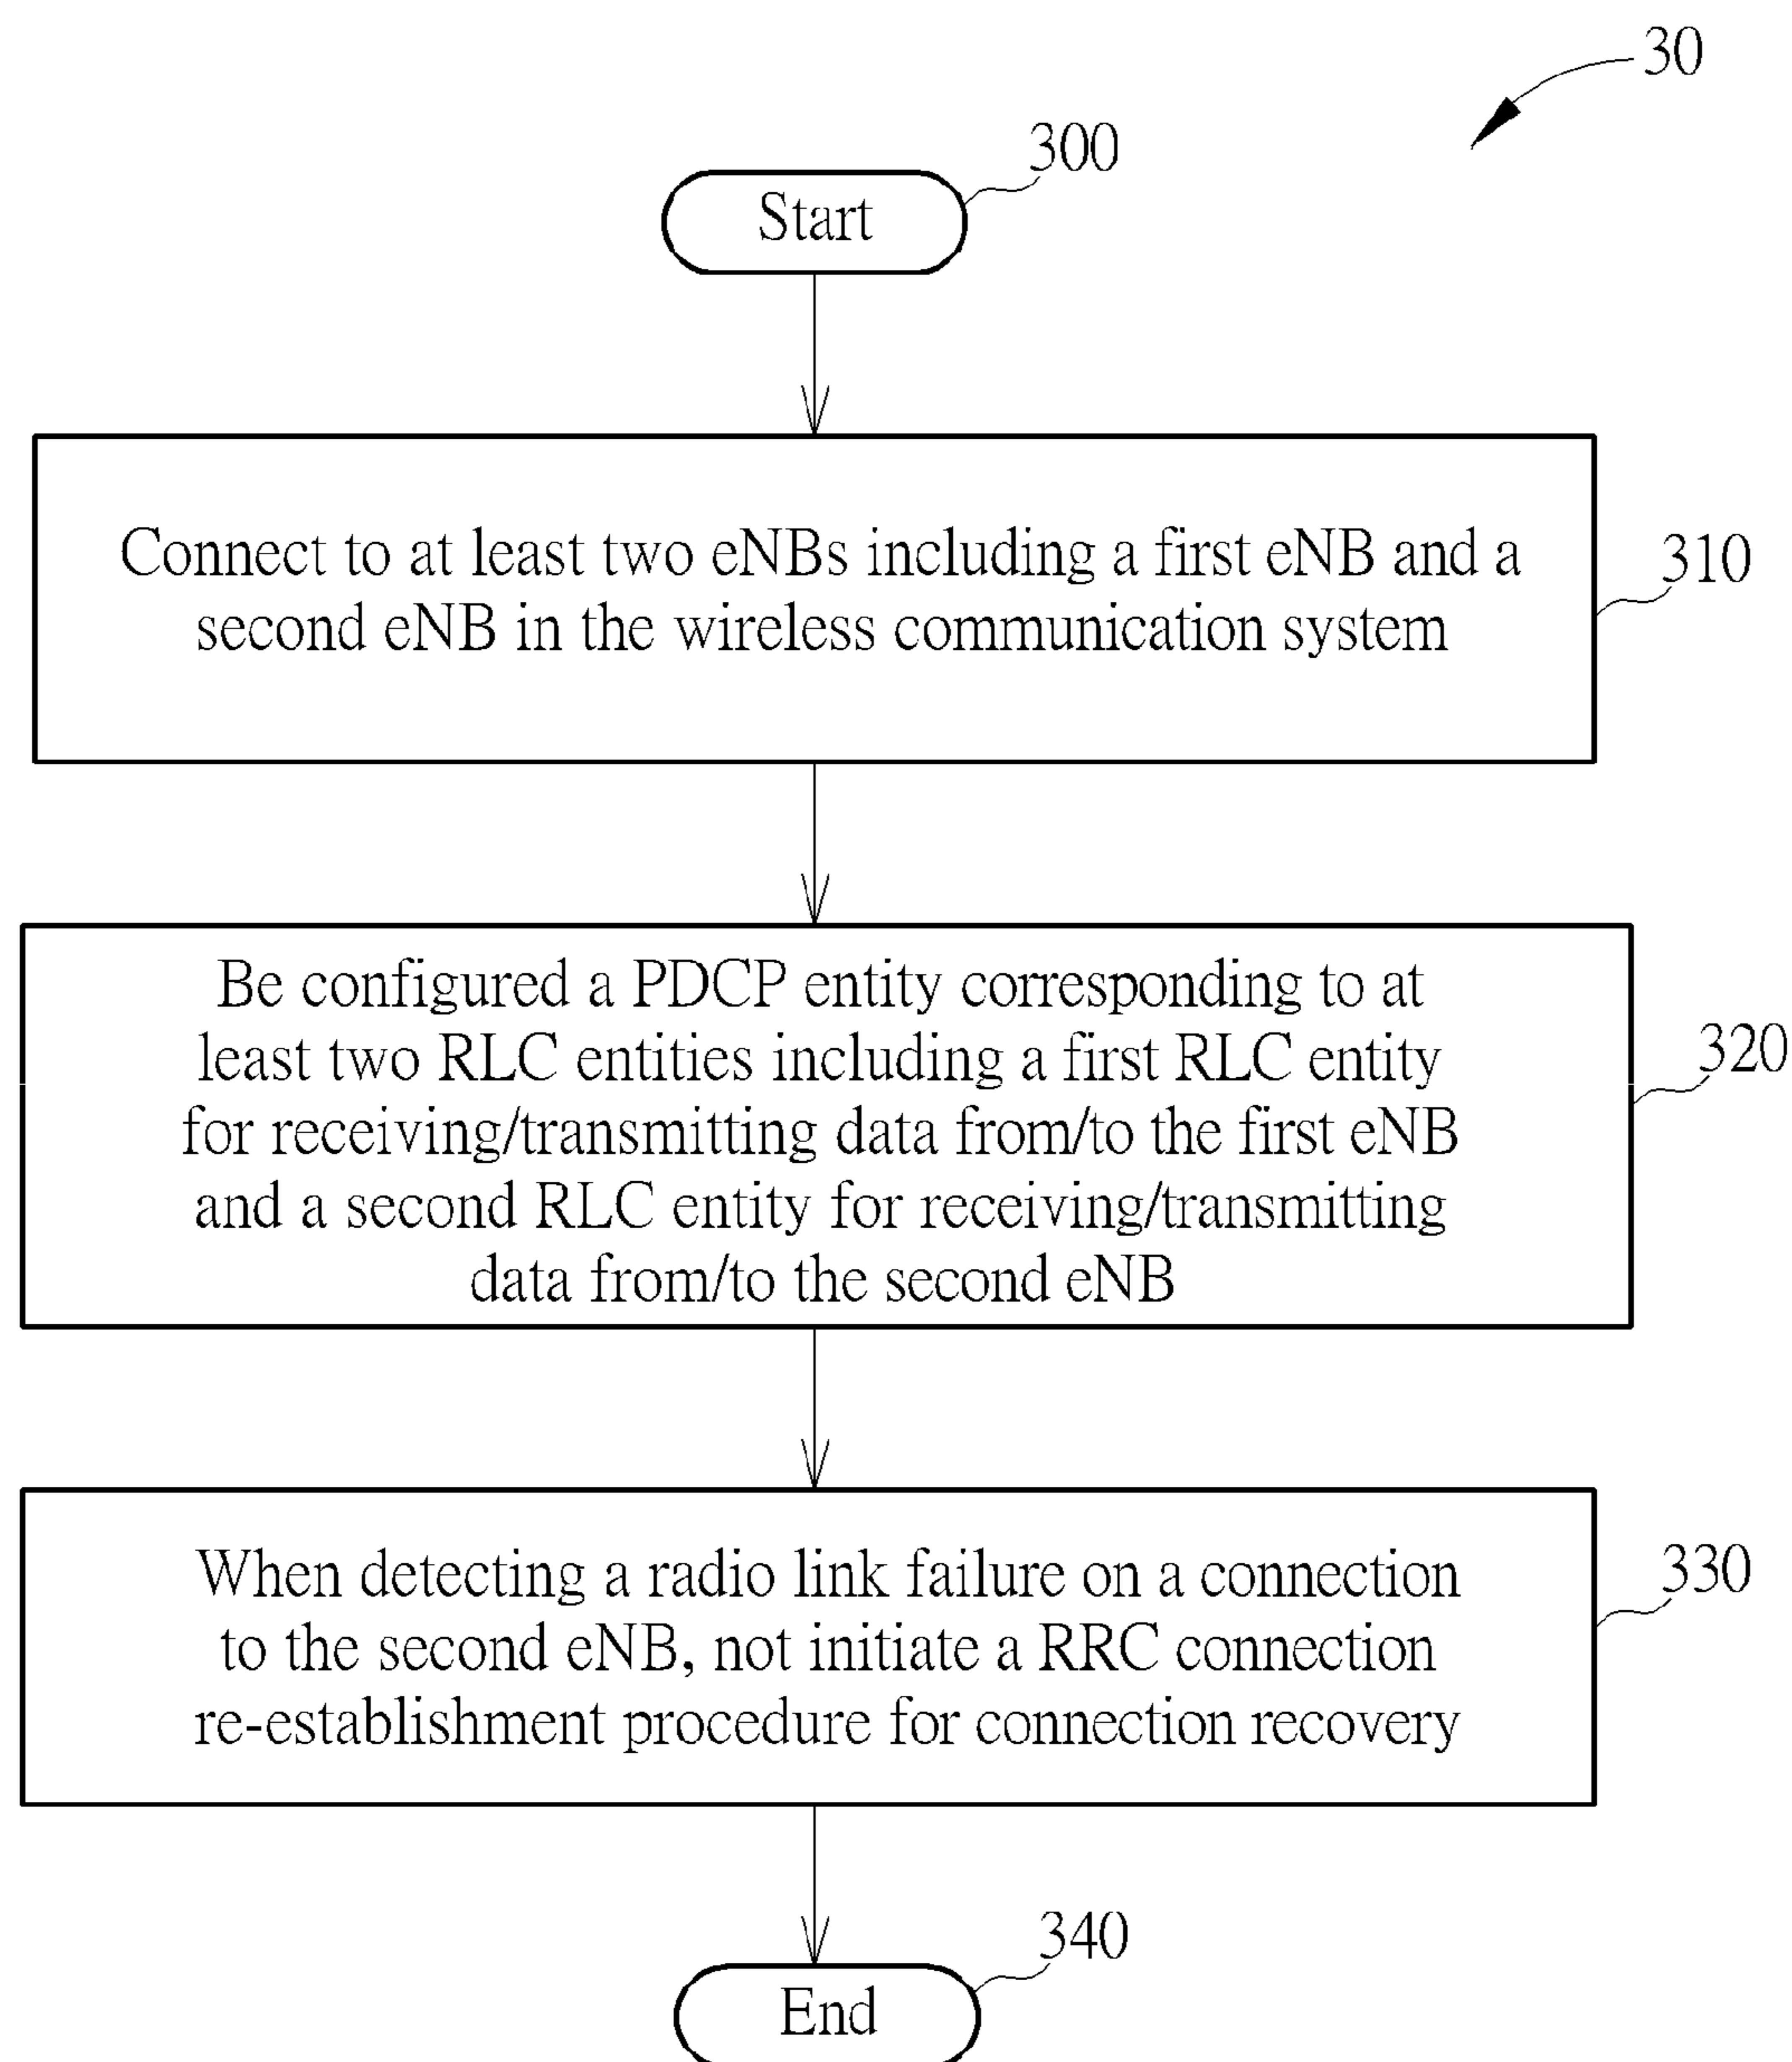 30
300
Start
Connect to at least two eNBs including a first eNB and a
second eNB in the wireless communication system
310
Be configured a PDCP entity corresponding to at
least two RLC entities including a first RLC entity
for receiving/transmitting data from/to the first eNB
and a second RLC entity for receiving/transmitting
data from/to the second eNB
320
When detecting a radio link failure on a connection
to the second eNB, not initiate a RRC connection
re-establishment procedure for connection recovery
330
340
End